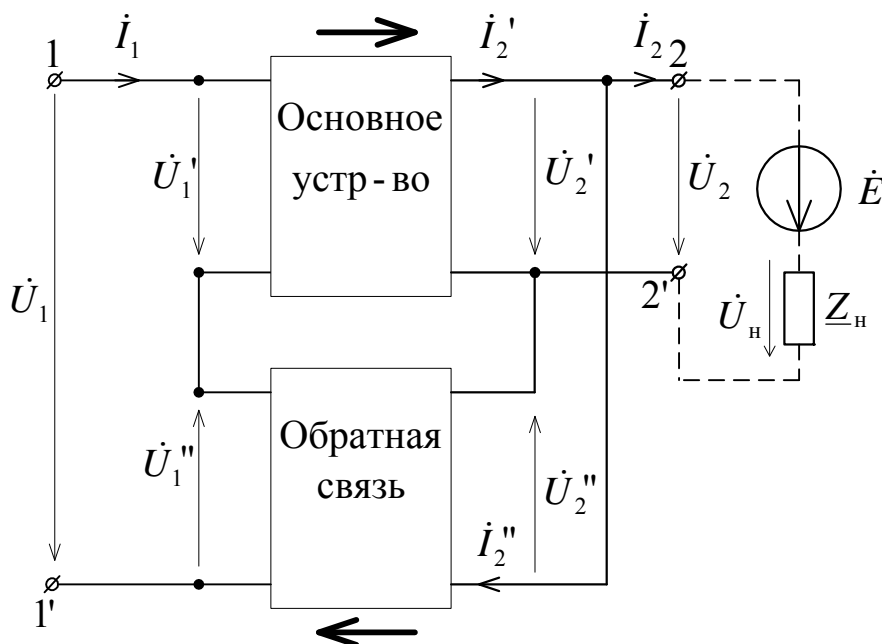 1
İ₁
İ₂'
İ₂
2
Основное
устр-во
U̇₁'
U̇₂'
U̇₂
Ė
U̇₁
2'
U̇н
Z̲н
Обратная
связь
U̇₁"
U̇₂"
İ₂"
1'